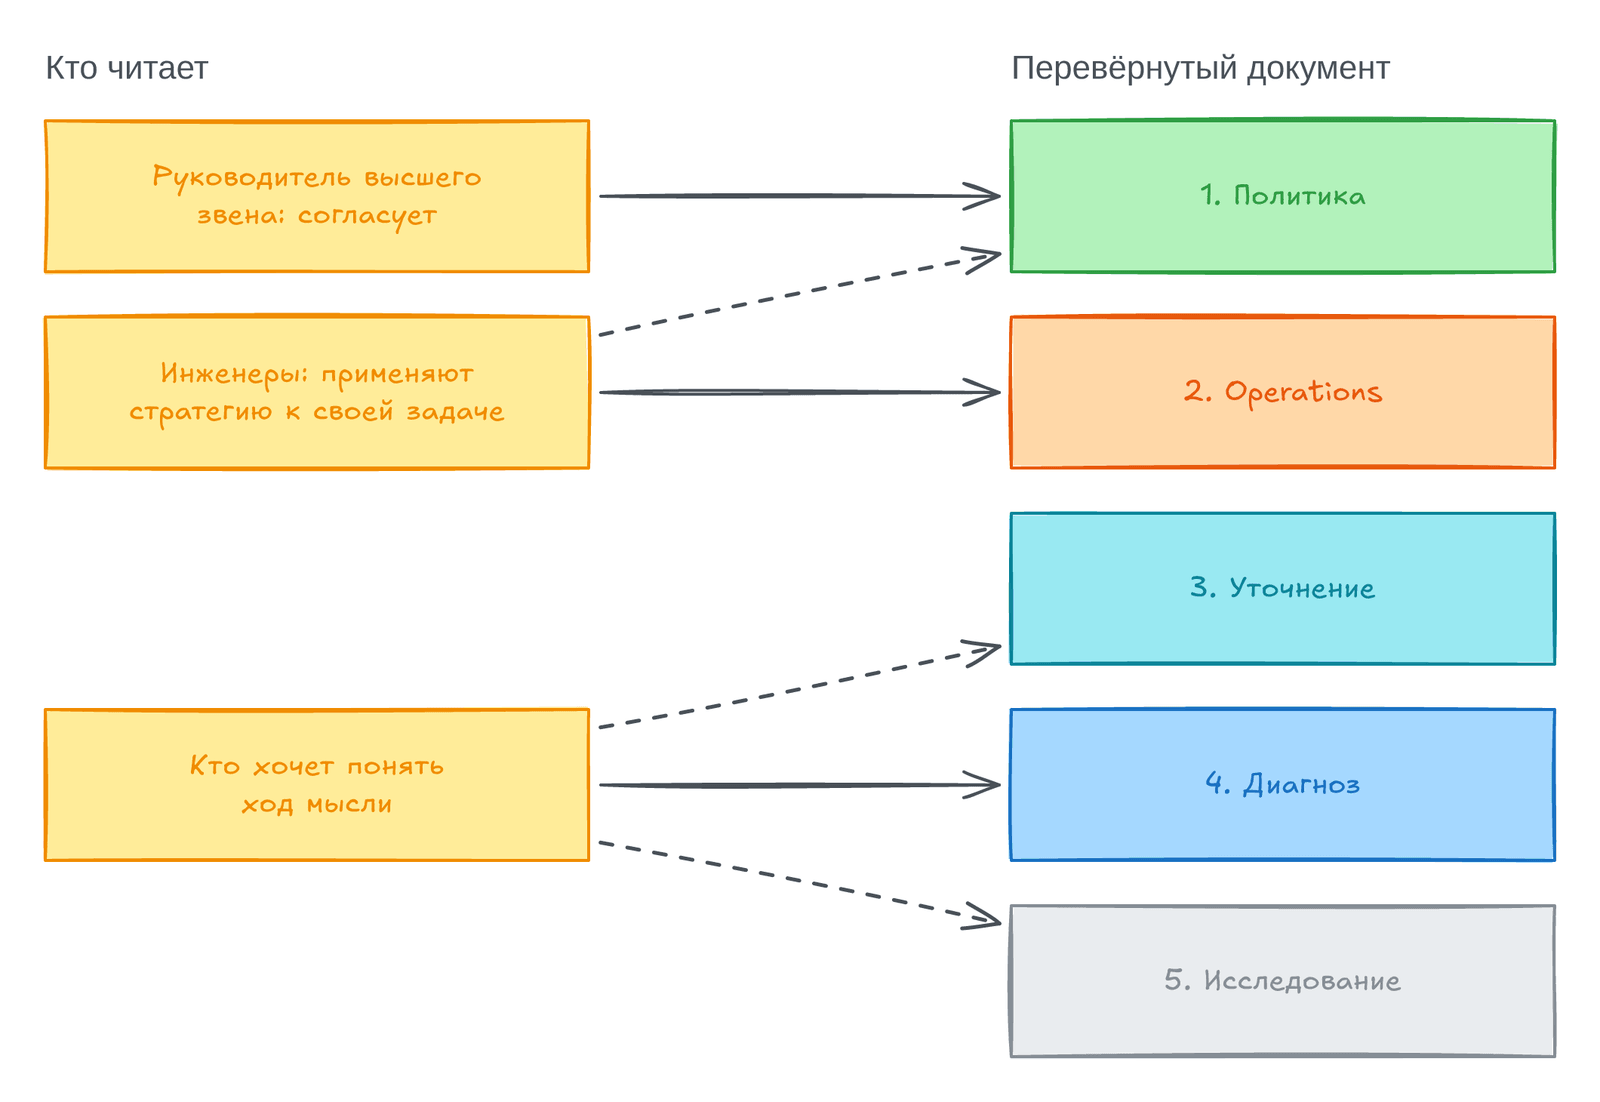 Кто читает
Перевёрнутый документ
Руководитель высшего
звена: согласует
1. Политика
Инженеры: применяют
стратегию к своей задаче
2. Operations
3. Уточнение
Кто хочет понять
ход мысли
4. Диагноз
5. Исследование